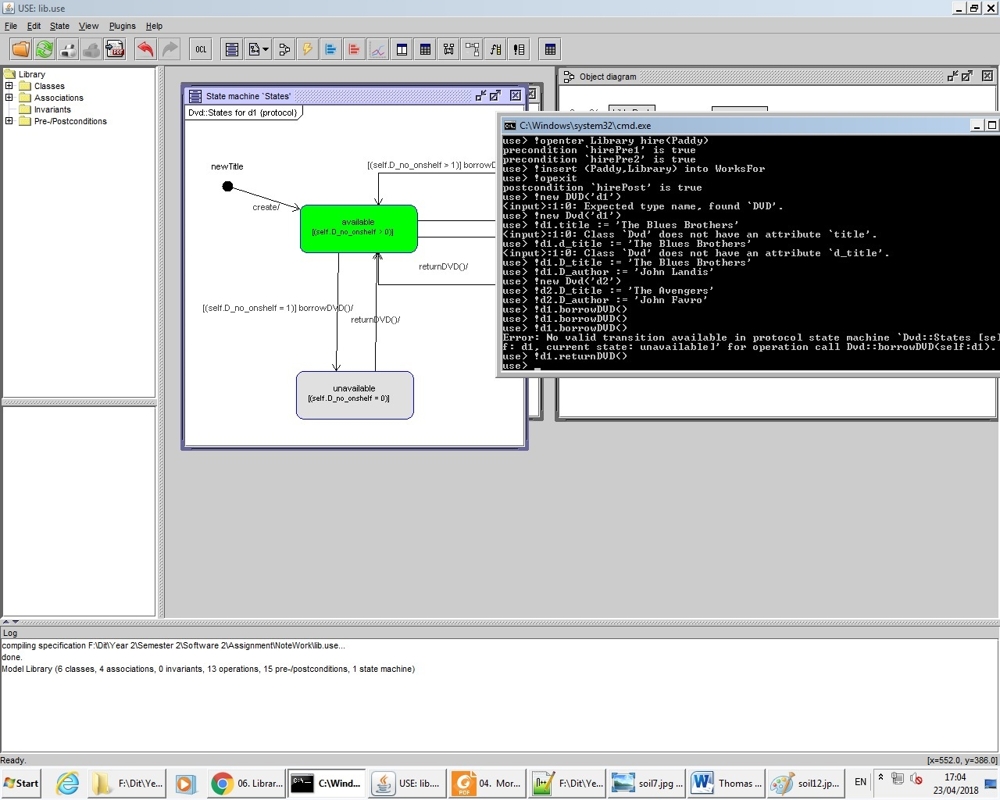 USE: lib.use
File Edit State View Plugins Help
PDF OCL
Library
Classes
Associations
Invariants
Pre-/Postconditions
State machine `States'
Dvd::States for d1 {protocol}
newTitle
create/
[(self.D_no_onshelf > 1)] borrowD
available
[(self.D_no_onshelf > 0)]
returnDVD()/
[(self.D_no_onshelf = 1)] borrowDVD()/
returnDVD()/
unavailable
[(self.D_no_onshelf = 0)]
Object diagram
C:\Windows\system32\cmd.exe
use> !openter Library hire(Paddy)
precondition `hirePre1' is true
precondition `hirePre2' is true
use> !insert (Paddy,Library) into WorksFor
use> !opexit
postcondition `hirePost' is true
use> !new DVD('d1')
<input>:1:0: Expected type name, found `DVD'.
use> !new Dvd('d1')
use> !d1.title := 'The Blues Brothers'
<input>:1:0: Class `Dvd' does not have an attribute `title'.
use> !d1.d_title := 'The Blues Brothers'
<input>:1:0: Class `Dvd' does not have an attribute `d_title'.
use> !d1.D_title := 'The Blues Brothers'
use> !d1.D_author := 'John Landis'
use> !new Dvd('d2')
use> !d2.D_title := 'The Avengers'
use> !d2.D_author := 'John Favro'
use> !d1.borrowDVD()
use> !d1.borrowDVD()
use> !d1.borrowDVD()
Error: No valid transition available in protocol state machine `Dvd::States [sel
f: d1, current state: unavailable]' for operation call Dvd::borrowDVD(self:d1).
use> !d1.returnDVD()
use>
Log
compiling specification F:\Dit\Year 2\Semester 2\Software 2\Assignment\NoteWork\lib.use...
done.
Model Library (6 classes, 4 associations, 0 invariants, 13 operations, 15 pre-/postconditions, 1 state machine)
Ready. [x=552.0, y=386.0]
Start F:\Dit\Ye... 06. Librar... C:\Wind... USE: lib.... 04. Mor... F:\Dit\Ye... soil7.jpg ... Thomas ... soil12.jp... EN 17:04
23/04/2018